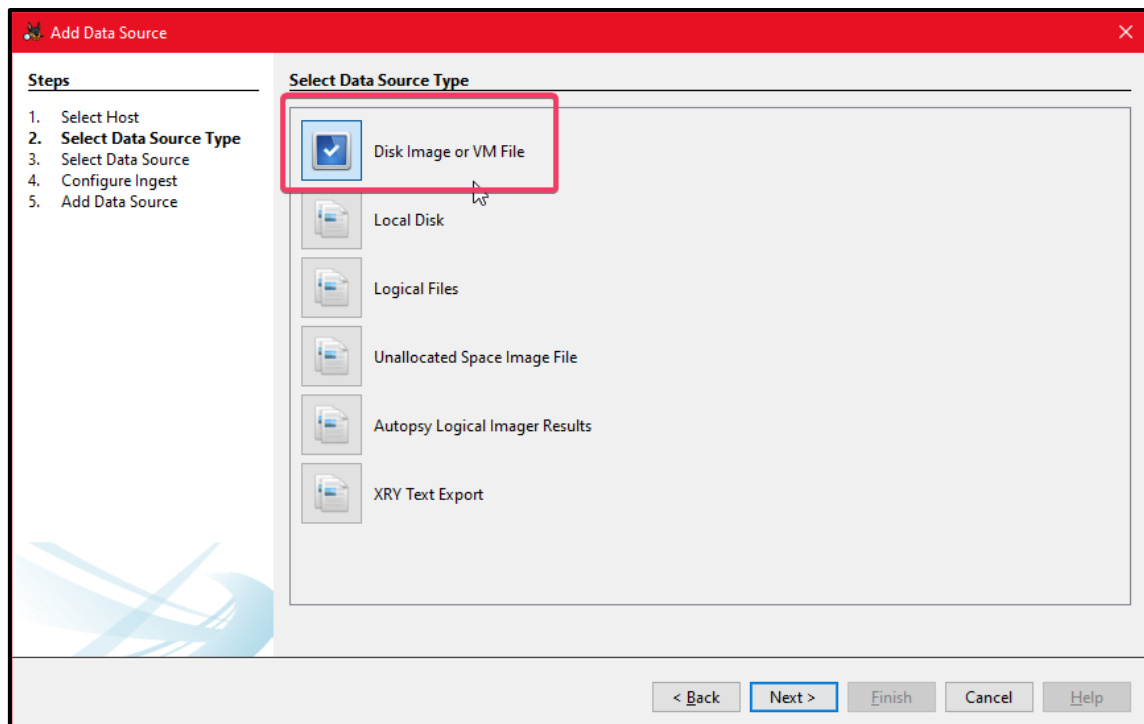 Add Data Source
Steps
1. Select Host
2. Select Data Source Type
3. Select Data Source
4. Configure Ingest
5. Add Data Source
Select Data Source Type
Disk Image or VM File
Local Disk
Logical Files
Unallocated Space Image File
Autopsy Logical Imager Results
XRY Text Export
< Back Next > Finish Cancel Help